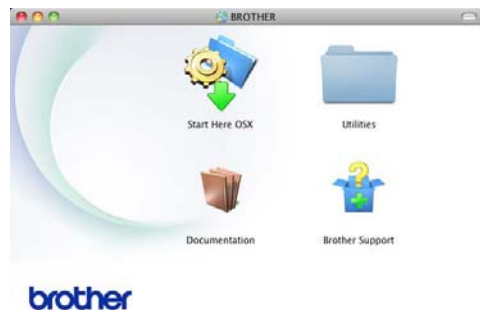 BROTHER
Start Here OSX
Utilities
Documentation
Brother Support
brother